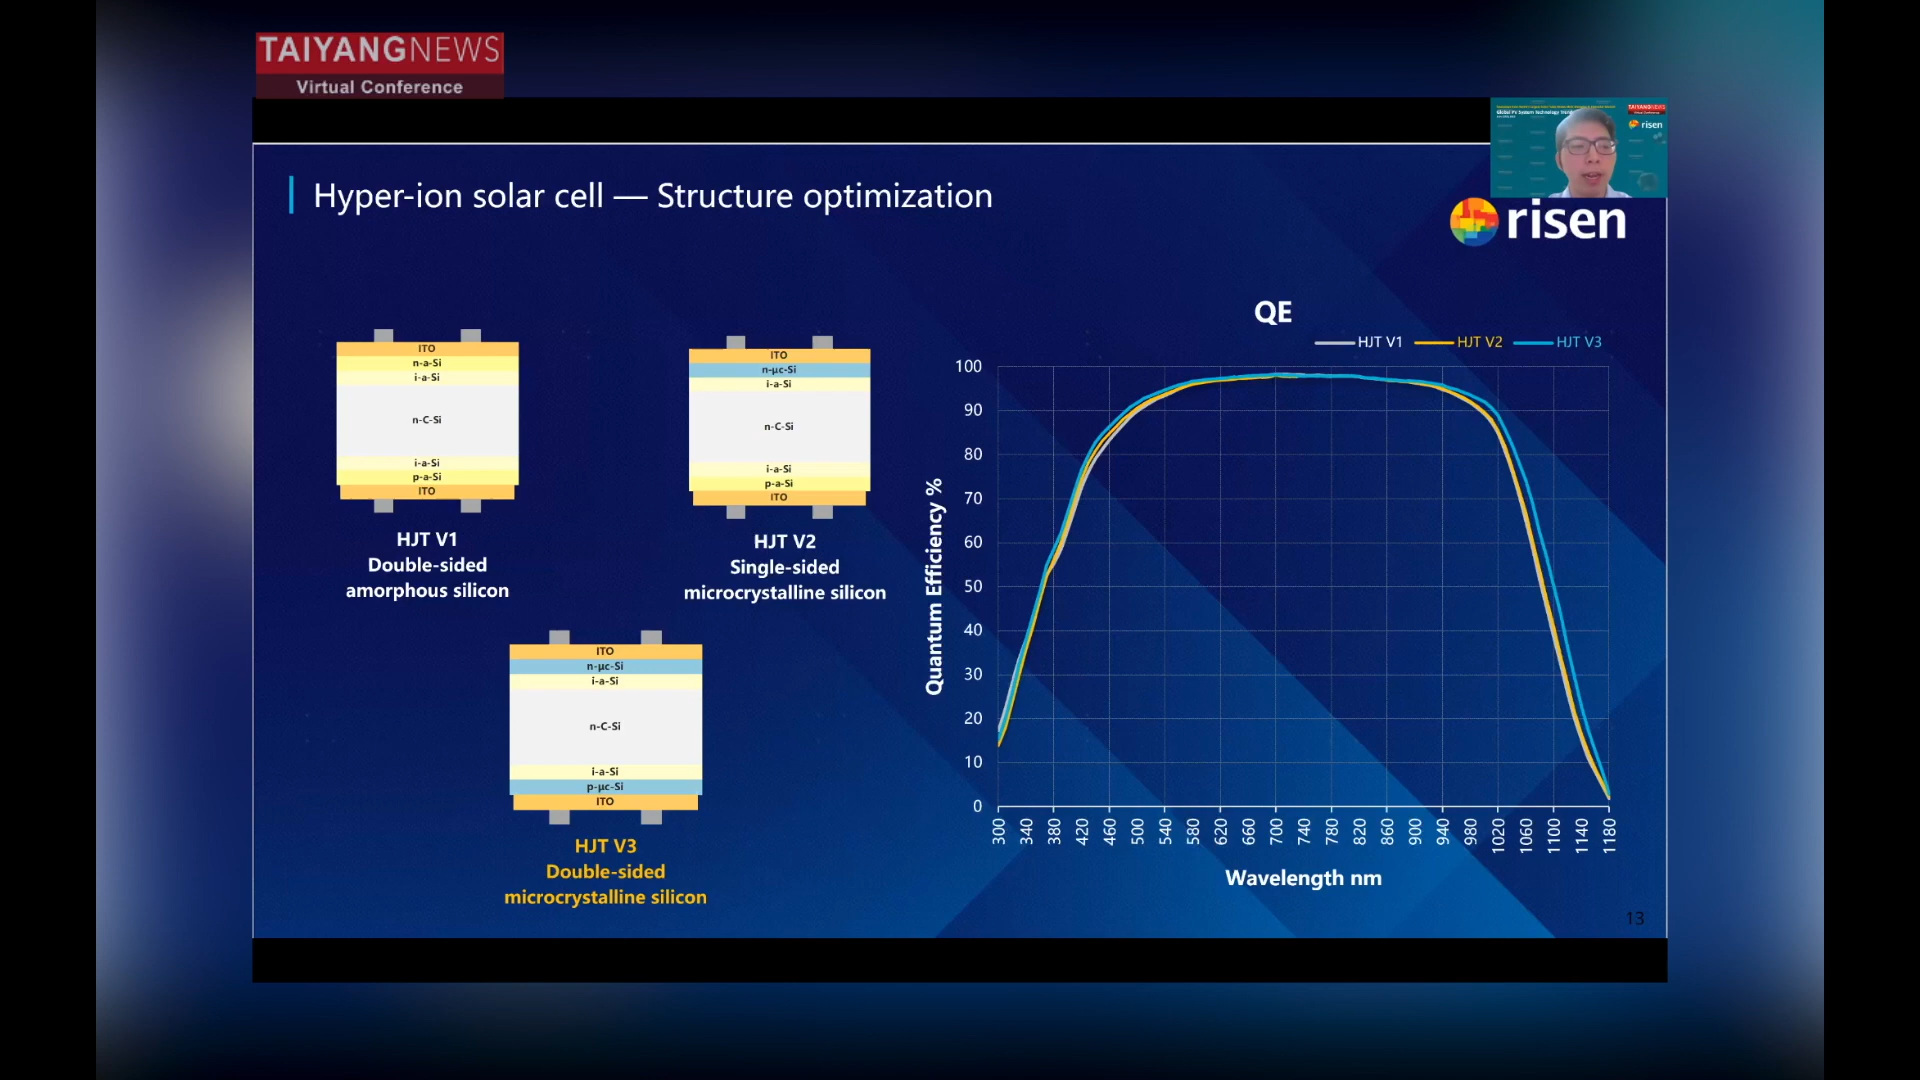 TAIYANGNEWS
Virtual Conference
TAIYANGNEWS
risen
Hyper-ion solar cell — Structure optimization
risen
ITO
n-a-Si
i-a-Si
n-C-Si
i-a-Si
p-a-Si
ITO
HJT V1
Double-sided
amorphous silicon
ITO
n-μc-Si
i-a-Si
n-C-Si
i-a-Si
p-a-Si
ITO
HJT V2
Single-sided
microcrystalline silicon
ITO
n-μc-Si
i-a-Si
n-C-Si
i-a-Si
p-μc-Si
ITO
HJT V3
Double-sided
microcrystalline silicon
QE
HJT V1 HJT V2 HJT V3
Quantum Efficiency %
100
90
80
70
60
50
40
30
20
10
0
300 340 380 420 460 500 540 580 620 660 700 740 780 820 860 900 940 980 1020 1060 1100 1140 1180
Wavelength nm
13